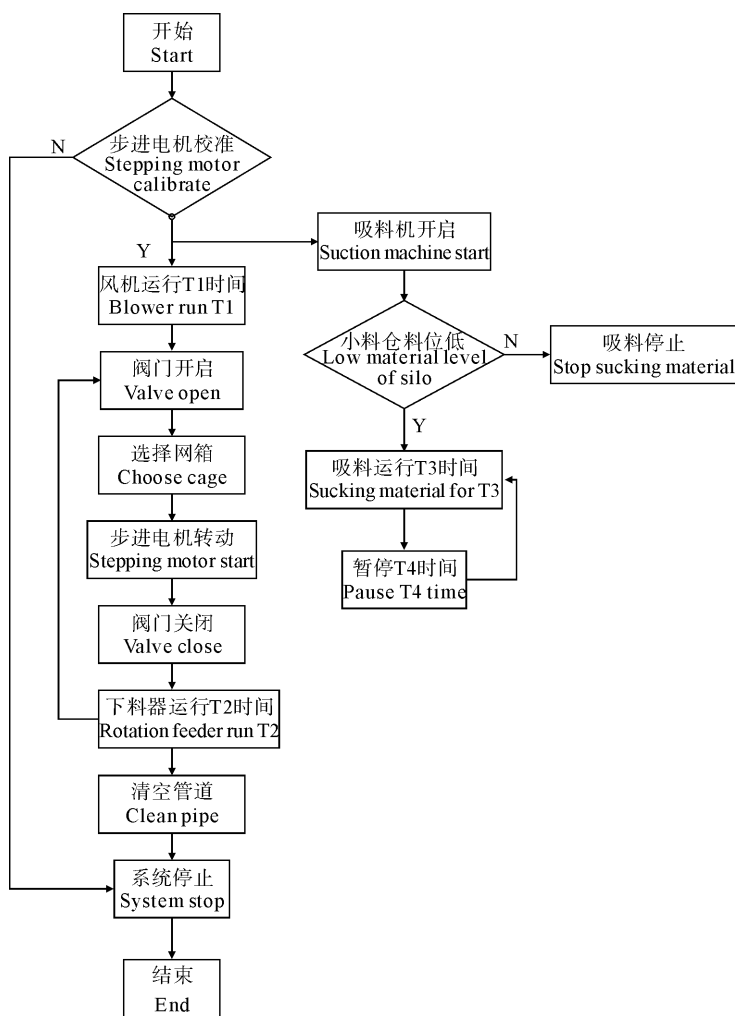 开始
Start
N
步进电机校准
Stepping motor
calibrate
Y
吸料机开启
Suction machine start
风机运行T1时间
Blower run T1
小料仓料位低
Low material level
of silo
N
吸料停止
Stop sucking material
阀门开启
Valve open
Y
选择网箱
Choose cage
吸料运行T3时间
Sucking material for T3
步进电机转动
Stepping motor start
暂停T4时间
Pause T4 time
阀门关闭
Valve close
下料器运行T2时间
Rotation feeder run T2
清空管道
Clean pipe
系统停止
System stop
结束
End